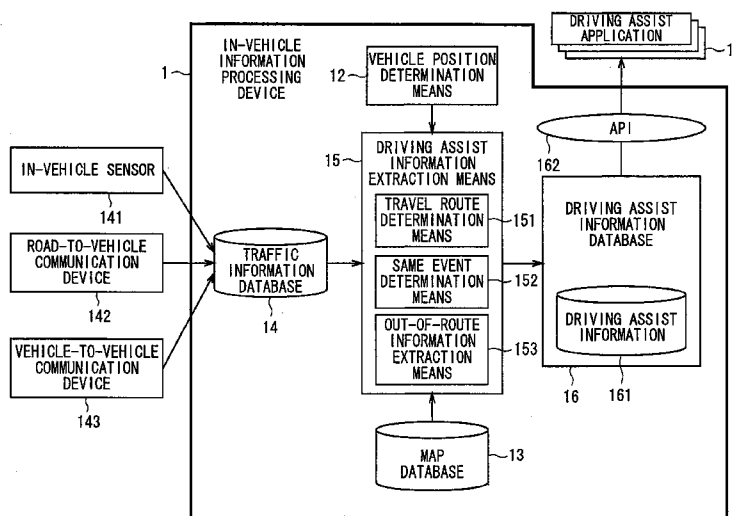 DRIVING ASSIST
APPLICATION
1
1
IN-VEHICLE
INFORMATION
PROCESSING
DEVICE
12
VEHICLE POSITION
DETERMINATION
MEANS
API
162
IN-VEHICLE SENSOR
141
ROAD-TO-VEHICLE
COMMUNICATION
DEVICE
142
VEHICLE-TO-VEHICLE
COMMUNICATION
DEVICE
143
TRAFFIC
INFORMATION
DATABASE
14
15
DRIVING ASSIST
INFORMATION
EXTRACTION MEANS
TRAVEL ROUTE
DETERMINATION
MEANS
151
SAME EVENT
DETERMINATION
MEANS
152
OUT-OF-ROUTE
INFORMATION
EXTRACTION
MEANS
153
MAP
DATABASE
13
DRIVING ASSIST
INFORMATION
DATABASE
DRIVING ASSIST
INFORMATION
16
161